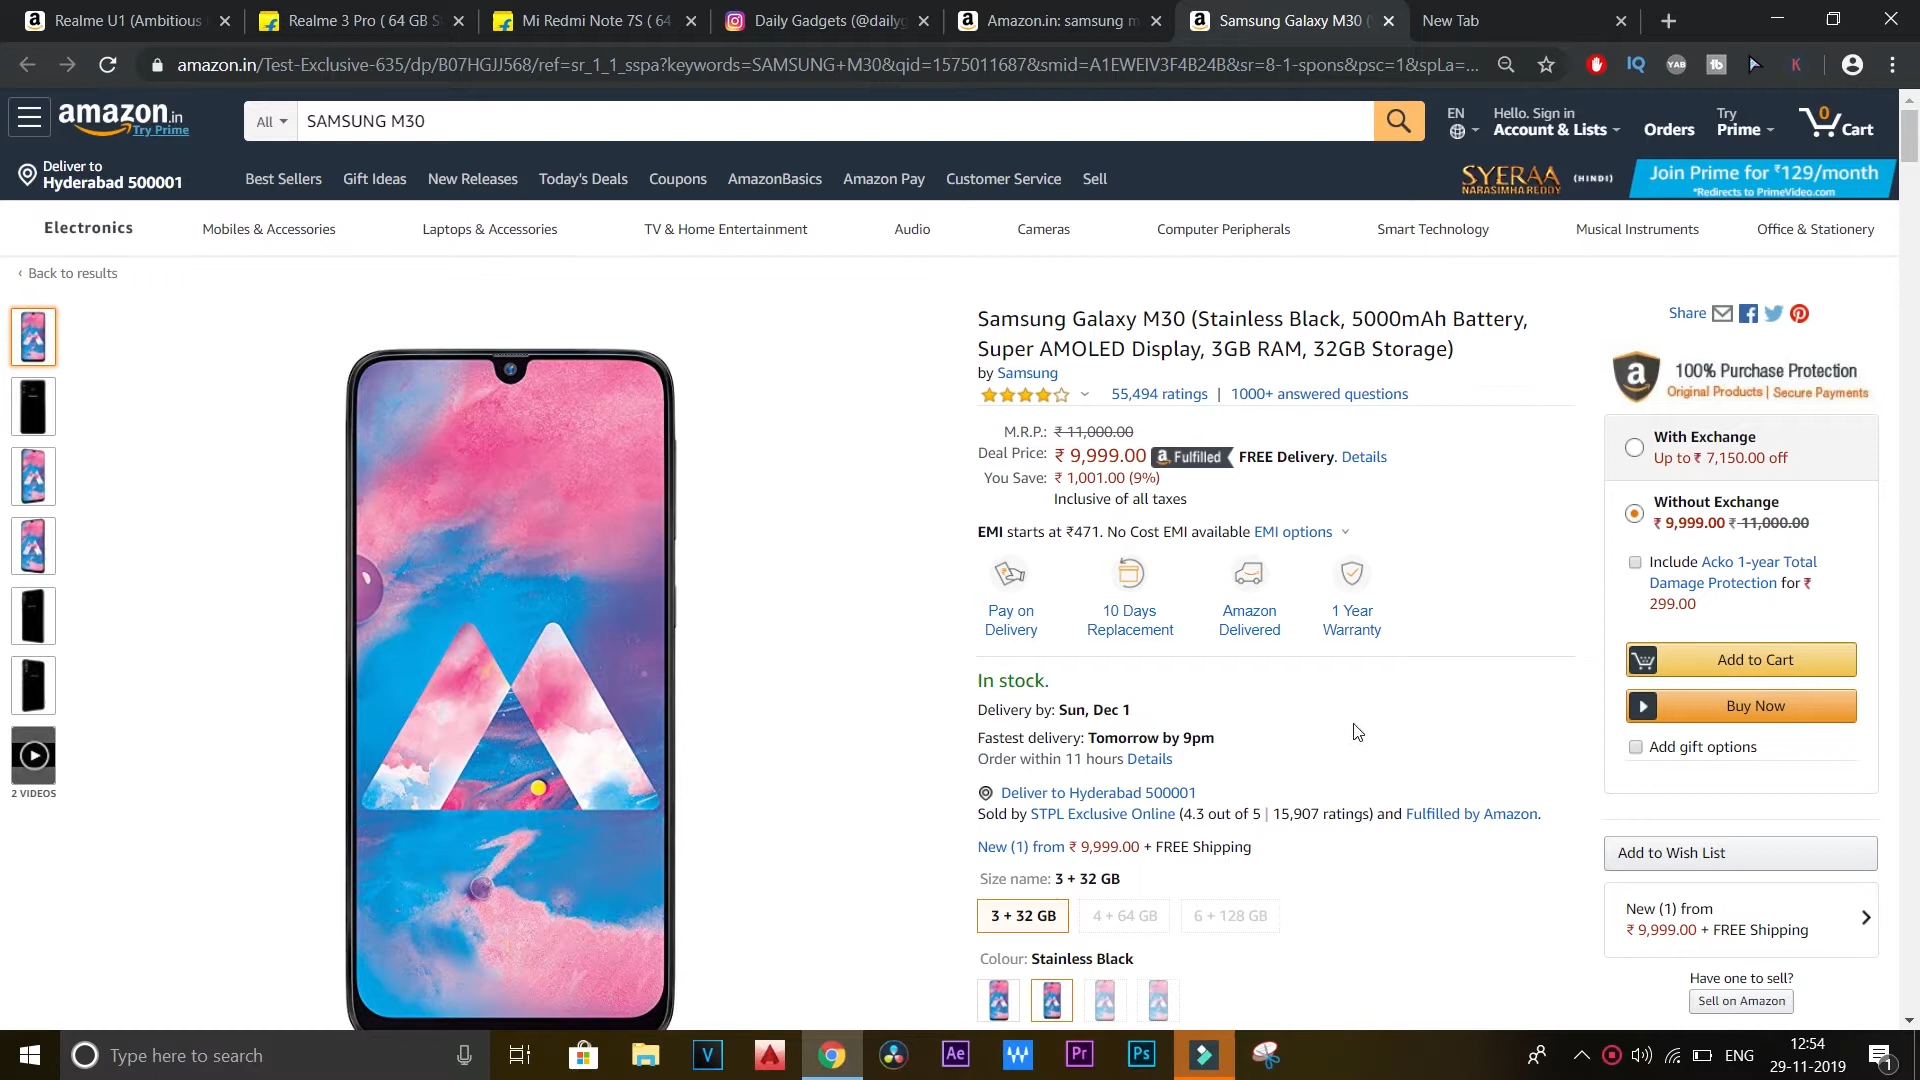 Realme U1 (Ambitious
Realme 3 Pro ( 64 GB S
Mi Redmi Note 7S ( 64
Daily Gadgets (@dailyg
Amazon.in: samsung m
Samsung Galaxy M30 (
New Tab
amazon.in/Test-Exclusive-635/dp/B07HGJJ568/ref=sr_1_1_sspa?keywords=SAMSUNG+M30&qid=1575011687&smid=A1EWEIV3F4B24B&sr=8-1-spons&psc=1&spLa=...
IQ
YAB
tb
K
amazon.in
Try Prime
All
SAMSUNG M30
EN
Hello. Sign in
Account & Lists
Orders
Try
Prime
0
Cart
Deliver to
Hyderabad 500001
Best Sellers
Gift Ideas
New Releases
Today's Deals
Coupons
AmazonBasics
Amazon Pay
Customer Service
Sell
SYERAA
NARASIMHA REDDY
(HINDI)
Join Prime for ₹129/month
*Redirects to PrimeVideo.com
Electronics
Mobiles & Accessories
Laptops & Accessories
TV & Home Entertainment
Audio
Cameras
Computer Peripherals
Smart Technology
Musical Instruments
Office & Stationery
‹ Back to results
2 VIDEOS
Samsung Galaxy M30 (Stainless Black, 5000mAh Battery,
Super AMOLED Display, 3GB RAM, 32GB Storage)
by Samsung
55,494 ratings | 1000+ answered questions
M.R.P.: ₹ 11,000.00
Deal Price: ₹ 9,999.00 a Fulfilled FREE Delivery. Details
You Save: ₹ 1,001.00 (9%)
Inclusive of all taxes
EMI starts at ₹471. No Cost EMI available EMI options
Pay on
Delivery
10 Days
Replacement
Amazon
Delivered
1 Year
Warranty
In stock.
Delivery by: Sun, Dec 1
Fastest delivery: Tomorrow by 9pm
Order within 11 hours Details
Deliver to Hyderabad 500001
Sold by STPL Exclusive Online (4.3 out of 5 | 15,907 ratings) and Fulfilled by Amazon.
New (1) from ₹ 9,999.00 + FREE Shipping
Size name: 3 + 32 GB
3 + 32 GB
4 + 64 GB
6 + 128 GB
Colour: Stainless Black
Share
a
100% Purchase Protection
Original Products | Secure Payments
With Exchange
Up to ₹ 7,150.00 off
Without Exchange
₹ 9,999.00 ₹ 11,000.00
Include Acko 1-year Total
Damage Protection for ₹
299.00
Add to Cart
Buy Now
Add gift options
Add to Wish List
New (1) from
₹ 9,999.00 + FREE Shipping
Have one to sell?
Sell on Amazon
Type here to search
V
Ae
W
Pr
Ps
ENG
12:54
29-11-2019
1